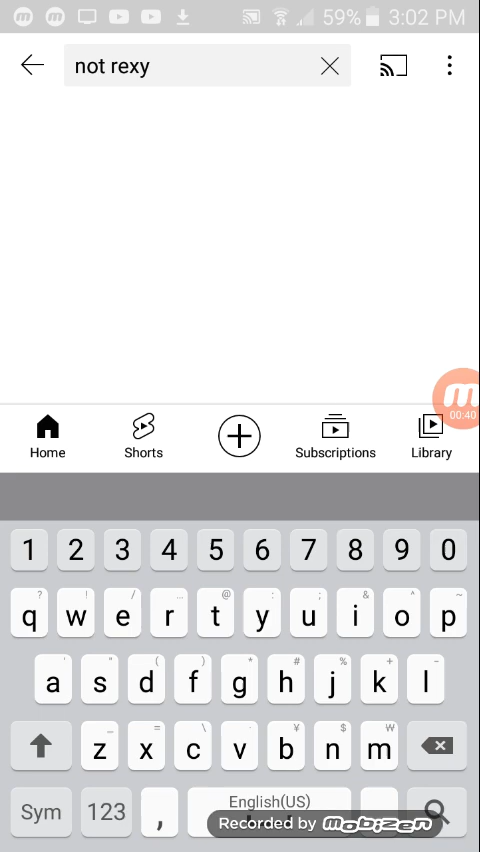 59% 3:02 PM
not rexy
00:40
Home Shorts Subscriptions Library
1 2 3 4 5 6 7 8 9 0
? ! / ... @ ; & ^ ~
q w e r t y u i o p
' " ( ) * # % + -
a s d f g h j k l
_ = \ ¥ $ ₩
z x c v b n m
Sym 123 , English(US)
Recorded by mobizen